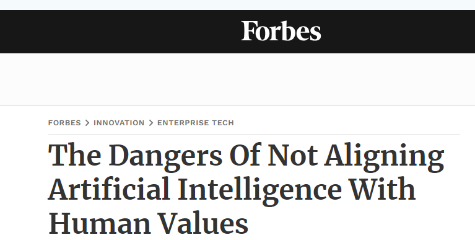 Forbes
FORBES > INNOVATION > ENTERPRISE TECH
The Dangers Of Not Aligning
Artificial Intelligence With
Human Values